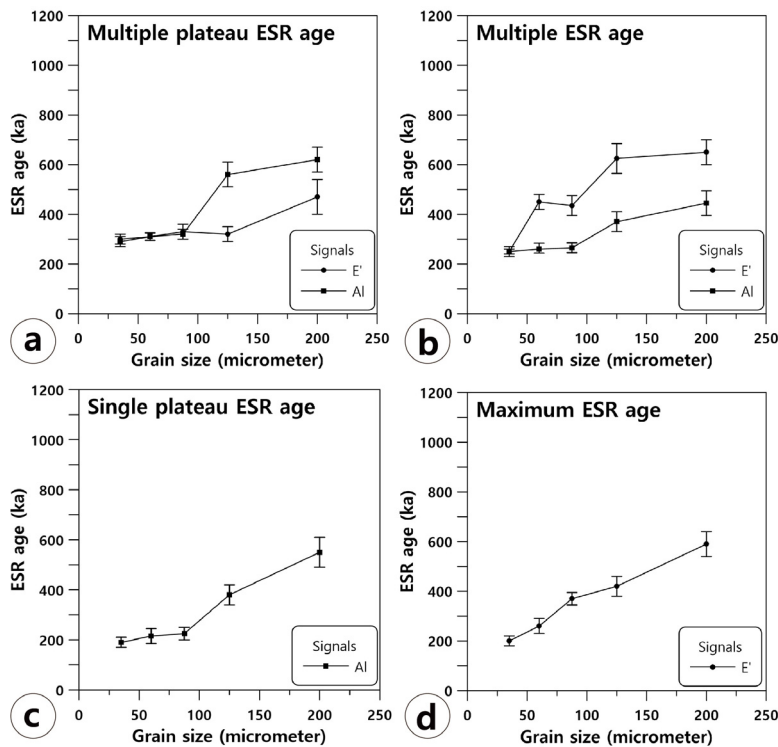 Multiple plateau ESR age
1200
1000
800
600
400
200
0
ESR age (ka)
Signals
E'
Al
0
50
100
150
200
250
Grain size (micrometer)
a
Multiple ESR age
1200
1000
800
600
400
200
0
ESR age (ka)
Signals
E'
Al
0
50
100
150
200
250
Grain size (micrometer)
b
Single plateau ESR age
1200
1000
800
600
400
200
0
ESR age (ka)
Signals
Al
0
50
100
150
200
250
Grain size (micrometer)
c
Maximum ESR age
1200
1000
800
600
400
200
0
ESR age (ka)
Signals
E'
0
50
100
150
200
250
Grain size (micrometer)
d